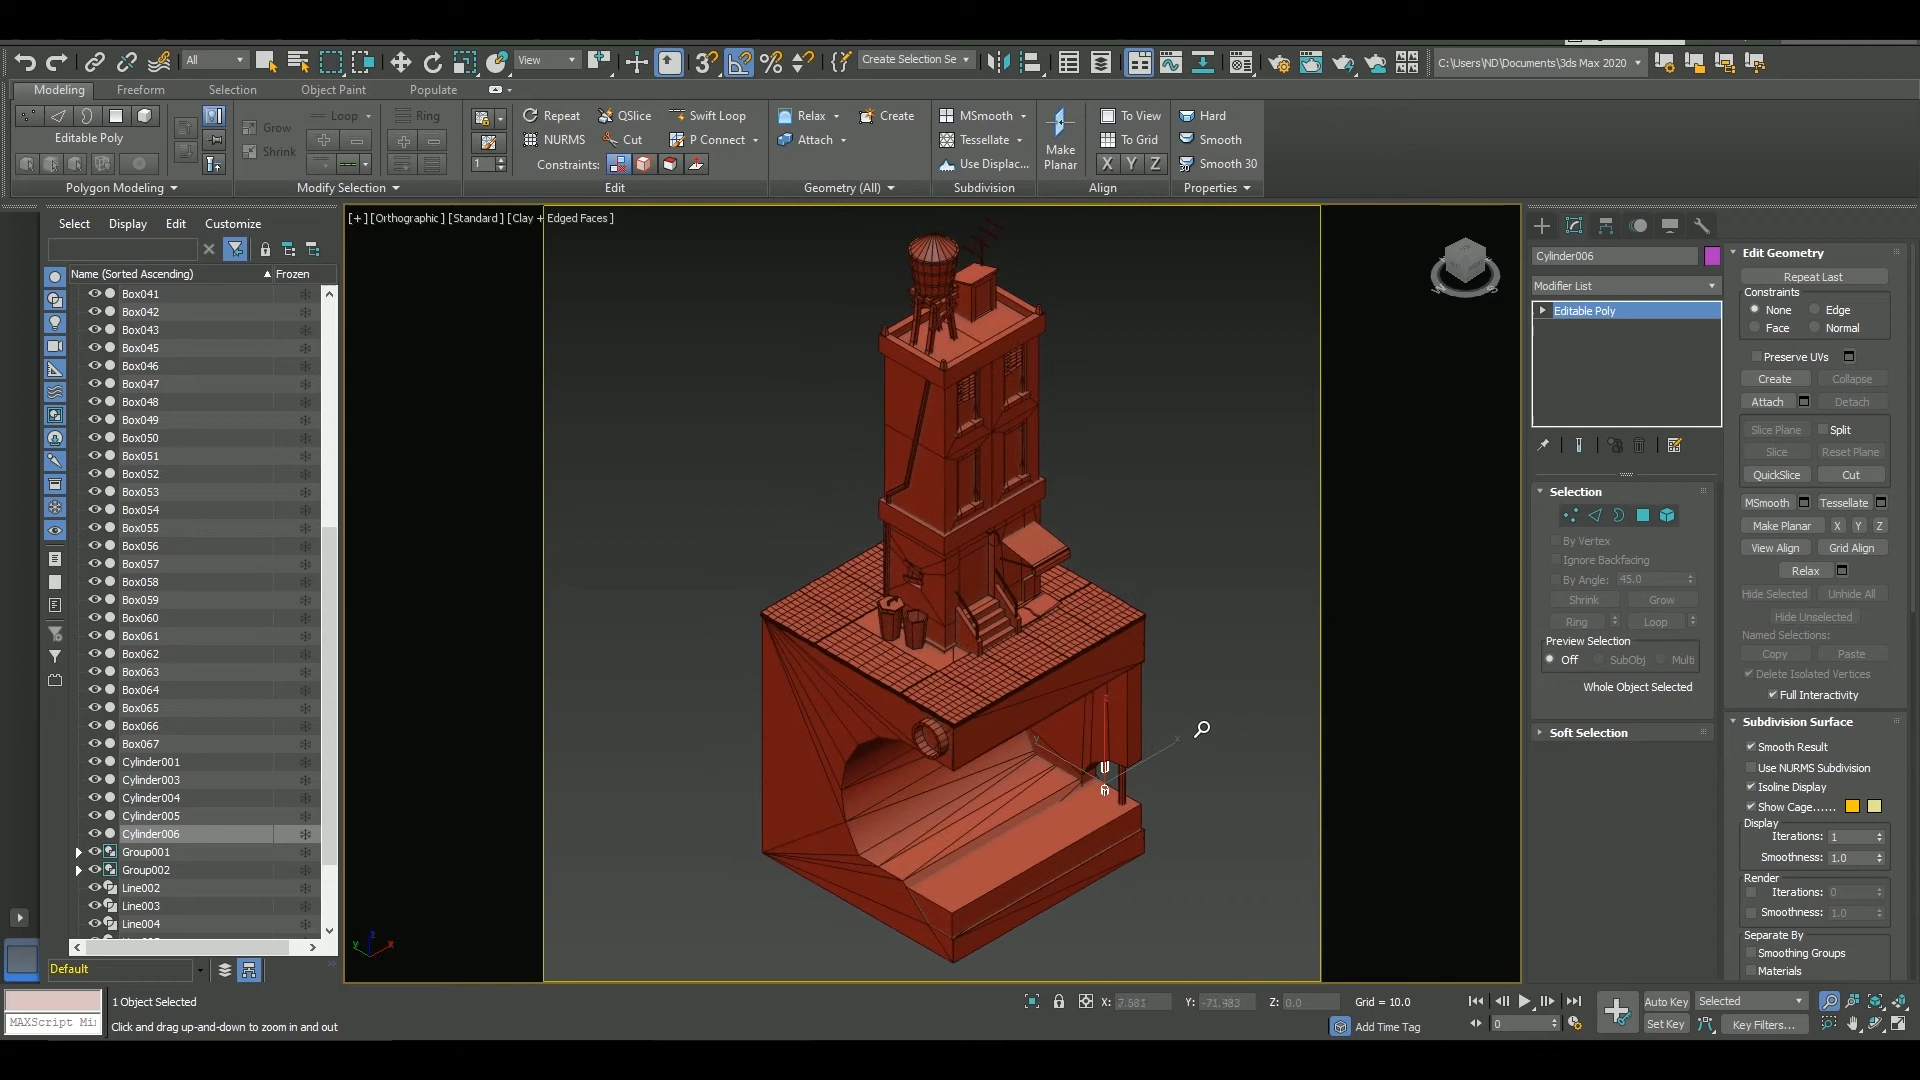 All
View
Create Selection Se
C:\Users\ND\Documents\3ds Max 2020
Modeling
Freeform
Selection
Object Paint
Populate
Editable Poly
Polygon Modeling
Loop
Ring
Grow
Shrink
Modify Selection
1
Repeat
QSlice
Swift Loop
NURMS
Cut
P Connect
Constraints:
Edit
Relax
Create
Attach
Geometry (All)
MSmooth
Tessellate
Use Displac...
Subdivision
Make
Planar
To View
To Grid
X Y Z
Align
Hard
Smooth
Smooth 30
Properties
Select
Display
Edit
Customize
Name (Sorted Ascending)
Frozen
Box041
Box042
Box043
Box045
Box046
Box047
Box048
Box049
Box050
Box051
Box052
Box053
Box054
Box055
Box056
Box057
Box058
Box059
Box060
Box061
Box062
Box063
Box064
Box065
Box066
Box067
Cylinder001
Cylinder003
Cylinder004
Cylinder005
Cylinder006
Group001
Group002
Line002
Line003
Line004
Default
[+] [Orthographic] [Standard] [Clay + Edged Faces]
Cylinder006
Modifier List
Editable Poly
Selection
By Vertex
Ignore Backfacing
By Angle: 45.0
Shrink
Grow
Ring
Loop
Preview Selection
Off
SubObj
Multi
Whole Object Selected
Soft Selection
Edit Geometry
Repeat Last
Constraints
None
Edge
Face
Normal
Preserve UVs
Create
Collapse
Attach
Detach
Slice Plane
Split
Slice
Reset Plane
QuickSlice
Cut
MSmooth
Tessellate
Make Planar
X Y Z
View Align
Grid Align
Relax
Hide Selected
Unhide All
Hide Unselected
Named Selections:
Copy
Paste
Delete Isolated Vertices
Full Interactivity
Subdivision Surface
Smooth Result
Use NURMS Subdivision
Isoline Display
Show Cage......
Display
Iterations: 1
Smoothness: 1.0
Render
Iterations: 0
Smoothness: 1.0
Separate By
Smoothing Groups
Materials
1 Object Selected
MAXScript Mi
Click and drag up-and-down to zoom in and out
X: 7.681
Y: -71.483
Z: 0.0
Grid = 10.0
Add Time Tag
0
Auto Key
Selected
Set Key
Key Filters...